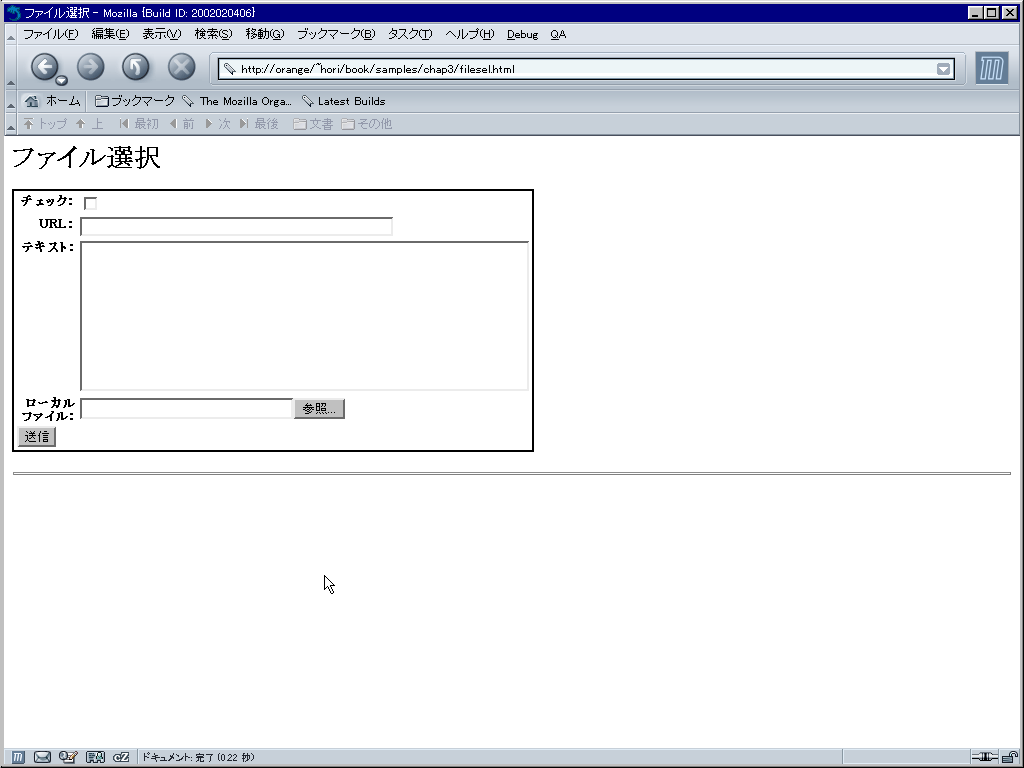 ファイル選択 - Mozilla {Build ID: 2002020406}
ファイル(F) 編集(E) 表示(V) 検索(S) 移動(G) ブックマーク(B) タスク(T) ヘルプ(H) Debug QA
http://orange/~hori/book/samples/chap3/filesel.html
ホーム ブックマーク The Mozilla Orga... Latest Builds
トップ 上 最初 前 次 最後 文書 その他
ファイル選択
チェック:
URL:
テキスト:
ローカル
ファイル: 参照...
送信
ドキュメント: 完了 (0.22 秒)